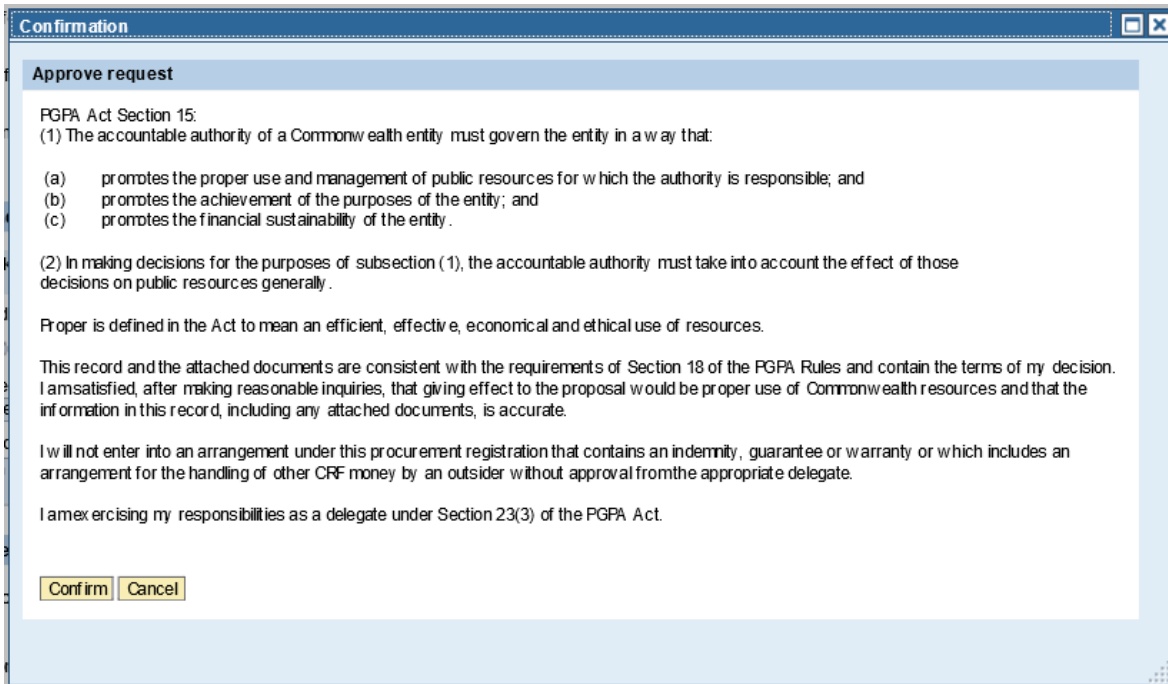 Confirmation
Approve request
PGPA Act Section 15:
(1) The accountable authority of a Commonwealth entity must govern the entity in a way that:
(a) promotes the proper use and management of public resources for which the authority is responsible; and
(b) promotes the achievement of the purposes of the entity; and
(c) promotes the financial sustainability of the entity.
(2) In making decisions for the purposes of subsection (1), the accountable authority must take into account the effect of those
decisions on public resources generally.
Proper is defined in the Act to mean an efficient, effective, economical and ethical use of resources.
This record and the attached documents are consistent with the requirements of Section 18 of the PGPA Rules and contain the terms of my decision.
I am satisfied, after making reasonable inquiries, that giving effect to the proposal would be proper use of Commonwealth resources and that the
information in this record, including any attached documents, is accurate.
I will not enter into an arrangement under this procurement registration that contains an indemnity, guarantee or warranty or which includes an
arrangement for the handling of other CRF money by an outsider without approval from the appropriate delegate.
I am exercising my responsibilities as a delegate under Section 23(3) of the PGPA Act.
Confirm Cancel